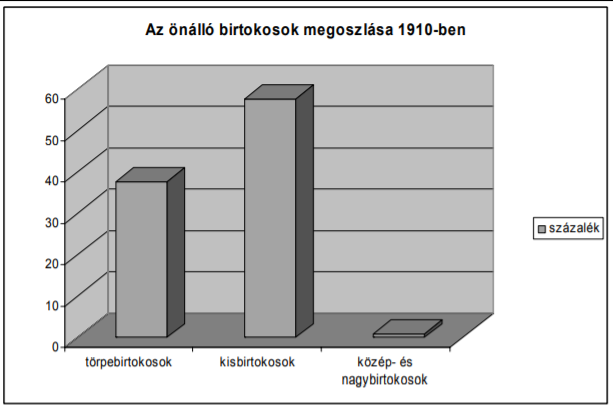 Az önálló birtokosok megoszlása 1910-ben
60
50
40
30
20
10
0
törpebirtokosok
kisbirtokosok
közép- és
nagybirtokosok
százalék